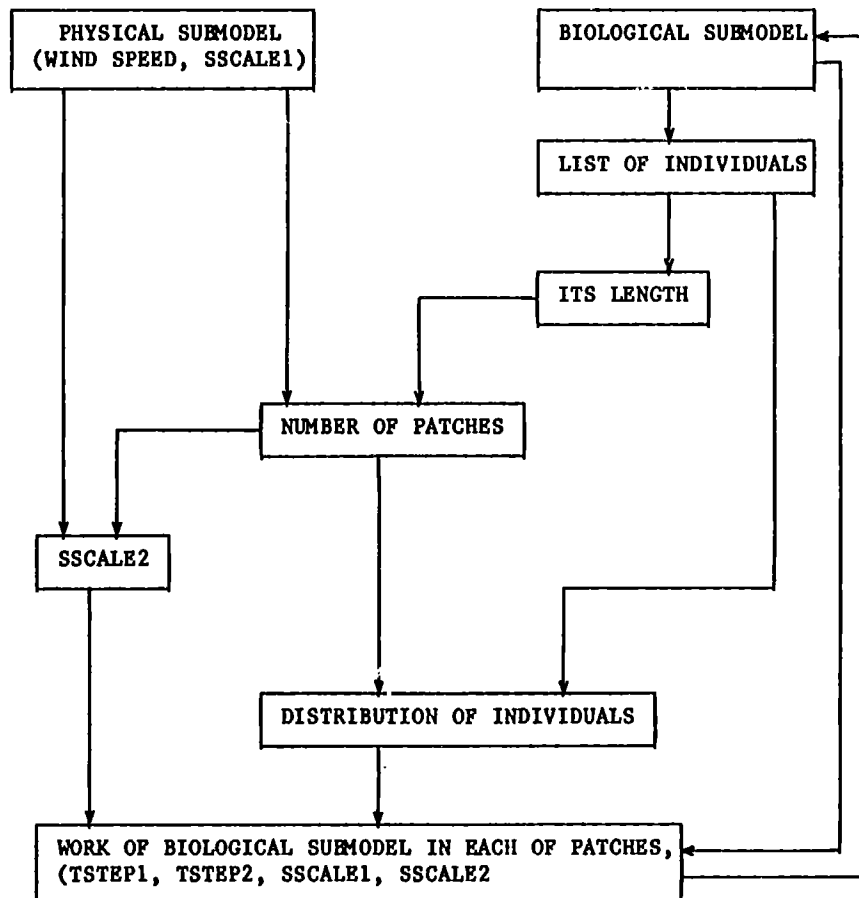 PHYSICAL SUBMODEL
(WIND SPEED, SSCALE1)
BIOLOGICAL SUBMODEL
LIST OF INDIVIDUALS
ITS LENGTH
NUMBER OF PATCHES
SSCALE2
DISTRIBUTION OF INDIVIDUALS
WORK OF BIOLOGICAL SUBMODEL IN EACH OF PATCHES,
(TSTEP1, TSTEP2, SSCALE1, SSCALE2